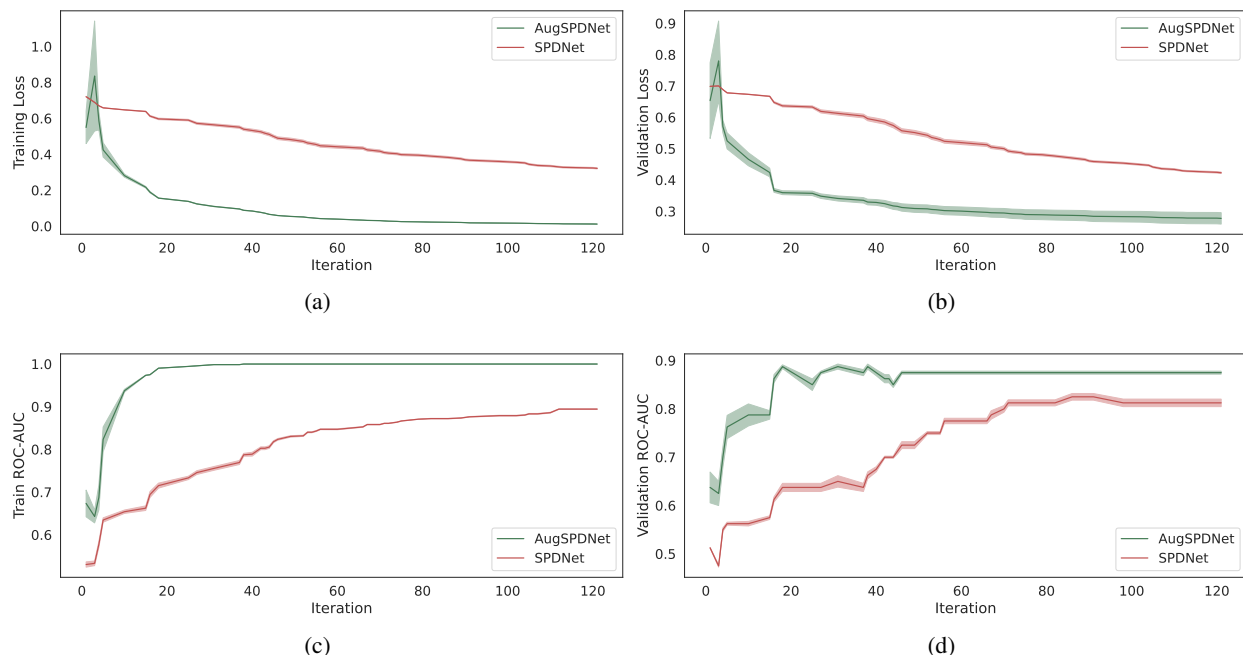 AugSPDNet
SPDNet
1.0
0.8
0.6
0.4
0.2
0.0
Training Loss
0 20 40 60 80 100 120
Iteration
(a)
AugSPDNet
SPDNet
0.9
0.8
0.7
0.6
0.5
0.4
0.3
Validation Loss
0 20 40 60 80 100 120
Iteration
(b)
1.0
0.9
0.8
0.7
0.6
Train ROC-AUC
AugSPDNet
SPDNet
0 20 40 60 80 100 120
Iteration
(c)
0.9
0.8
0.7
0.6
0.5
Validation ROC-AUC
AugSPDNet
SPDNet
0 20 40 60 80 100 120
Iteration
(d)